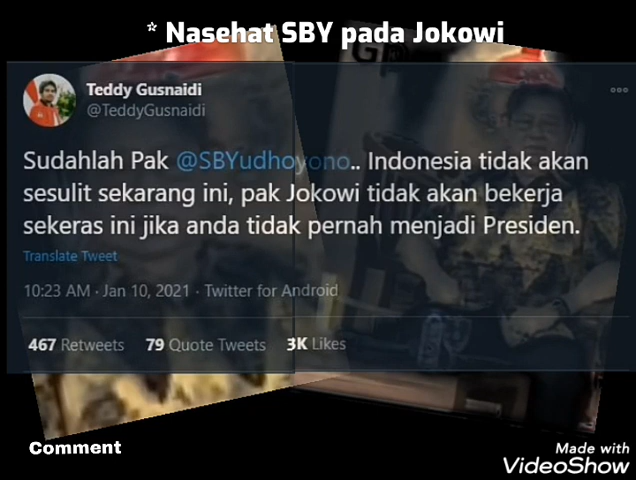 * Nasehat SBY pada Jokowi
Teddy Gusnaidi
@TeddyGusnaidi
Sudahlah Pak @SBYudhoyono.. Indonesia tidak akan
sesulit sekarang ini, pak Jokowi tidak akan bekerja
sekeras ini jika anda tidak pernah menjadi Presiden.
Translate Tweet
10:23 AM · Jan 10, 2021 · Twitter for Android
467 Retweets 79 Quote Tweets 3K Likes
Comment
Made with
VideoShow